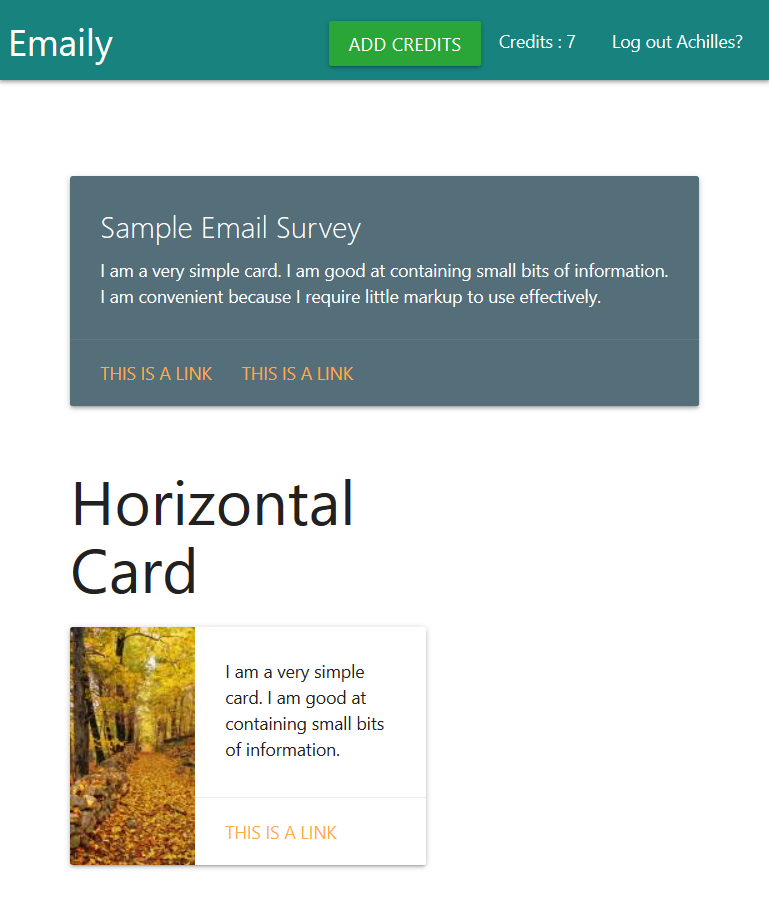 Emaily
ADD CREDITS
Credits : 7
Log out Achilles?
Sample Email Survey
I am a very simple card. I am good at containing small bits of information.
I am convenient because I require little markup to use effectively.
THIS IS A LINK
THIS IS A LINK
Horizontal
Card
I am a very simple
card. I am good at
containing small bits
of information.
THIS IS A LINK